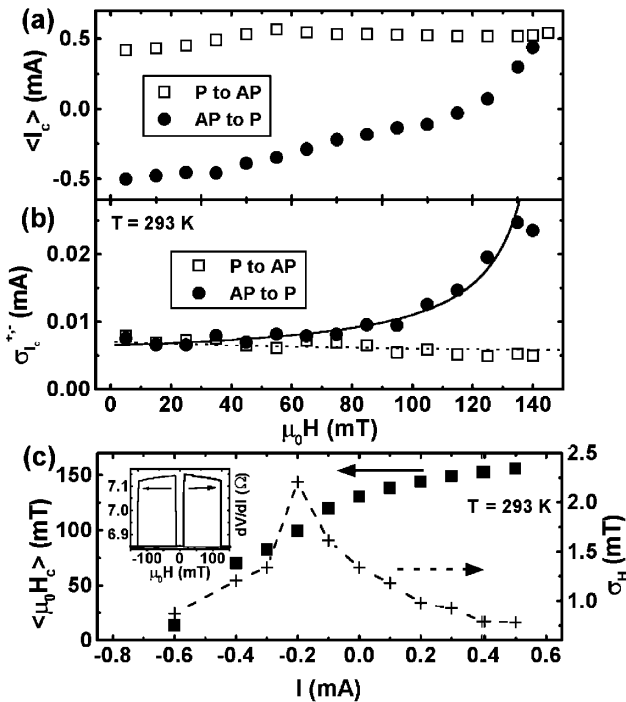 (a)
0.5
0.0
-0.5
<I_c> (mA)
P to AP
AP to P
(b)
T = 293 K
0.02
0.01
0.00
σ_{I_c}^{+,-} (mA)
P to AP
AP to P
0 20 40 60 80 100 120 140
μ₀H (mT)
(c)
150
100
50
0
<μ₀H_c> (mT)
7.1
7.0
6.9
dV/dI (Ω)
-100 0 100
μ₀H (mT)
T = 293 K
2.5
2.0
1.5
1.0
σ_H (mT)
-0.8 -0.6 -0.4 -0.2 0.0 0.2 0.4 0.6
I (mA)